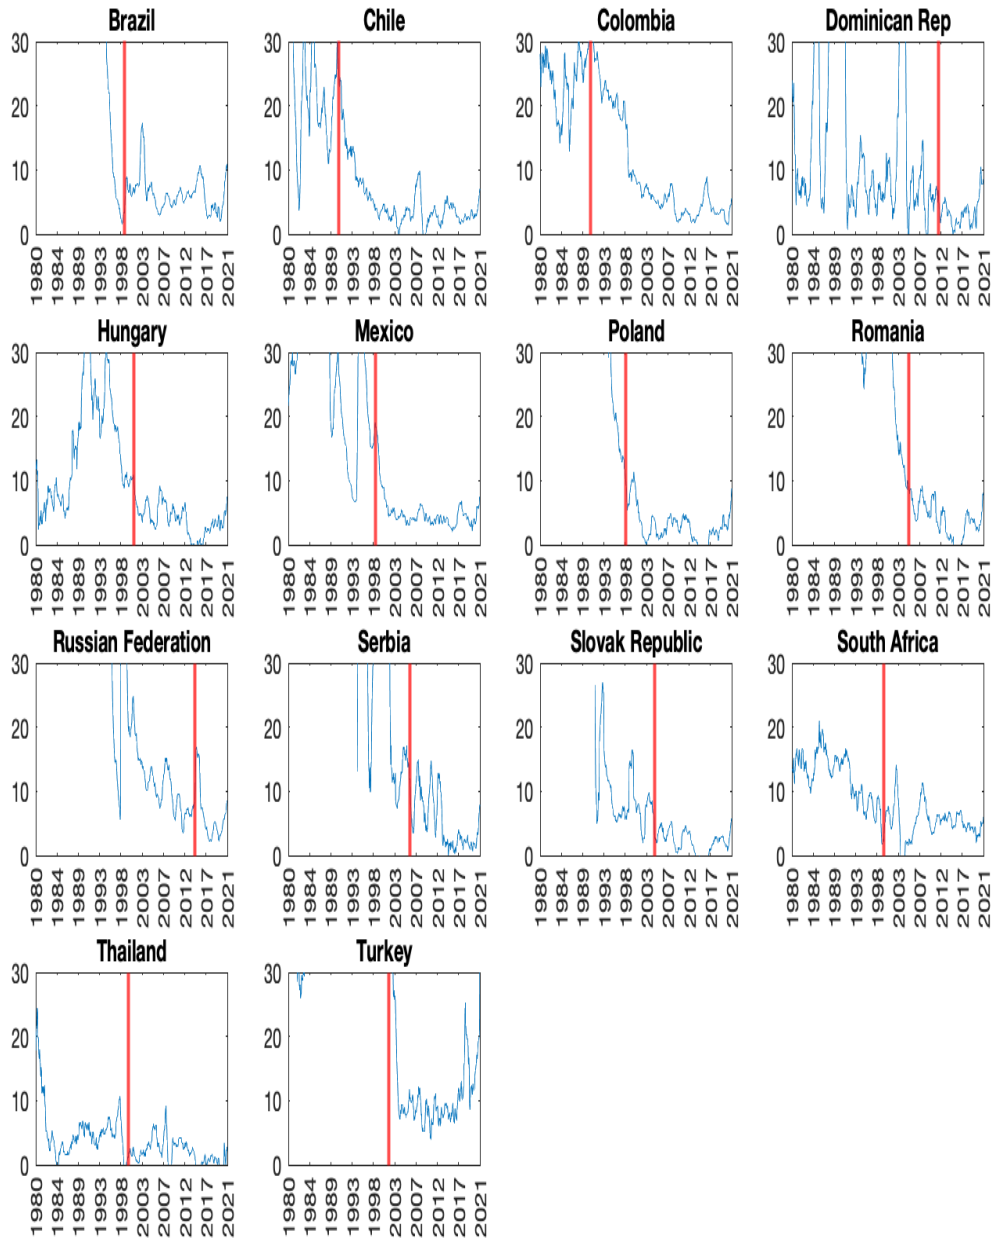 Brazil Chile Colombia Dominican Rep
30 30 30 30
20 20 20 20
10 10 10 10
0 0 0 0
1980 1984 1989 1993 1998 2003 2007 2012 2017 2021 1980 1984 1989 1993 1998 2003 2007 2012 2017 2021 1980 1984 1989 1993 1998 2003 2007 2012 2017 2021 1980 1984 1989 1993 1998 2003 2007 2012 2017 2021
Hungary Mexico Poland Romania
30 30 30 30
20 20 20 20
10 10 10 10
0 0 0 0
1980 1984 1989 1993 1998 2003 2007 2012 2017 2021 1980 1984 1989 1993 1998 2003 2007 2012 2017 2021 1980 1984 1989 1993 1998 2003 2007 2012 2017 2021 1980 1984 1989 1993 1998 2003 2007 2012 2017 2021
Russian Federation Serbia Slovak Republic South Africa
30 30 30 30
20 20 20 20
10 10 10 10
0 0 0 0
1980 1984 1989 1993 1998 2003 2007 2012 2017 2021 1980 1984 1989 1993 1998 2003 2007 2012 2017 2021 1980 1984 1989 1993 1998 2003 2007 2012 2017 2021 1980 1984 1989 1993 1998 2003 2007 2012 2017 2021
Thailand Turkey
30 30
20 20
10 10
0 0
1980 1984 1989 1993 1998 2003 2007 2012 2017 2021 1980 1984 1989 1993 1998 2003 2007 2012 2017 2021